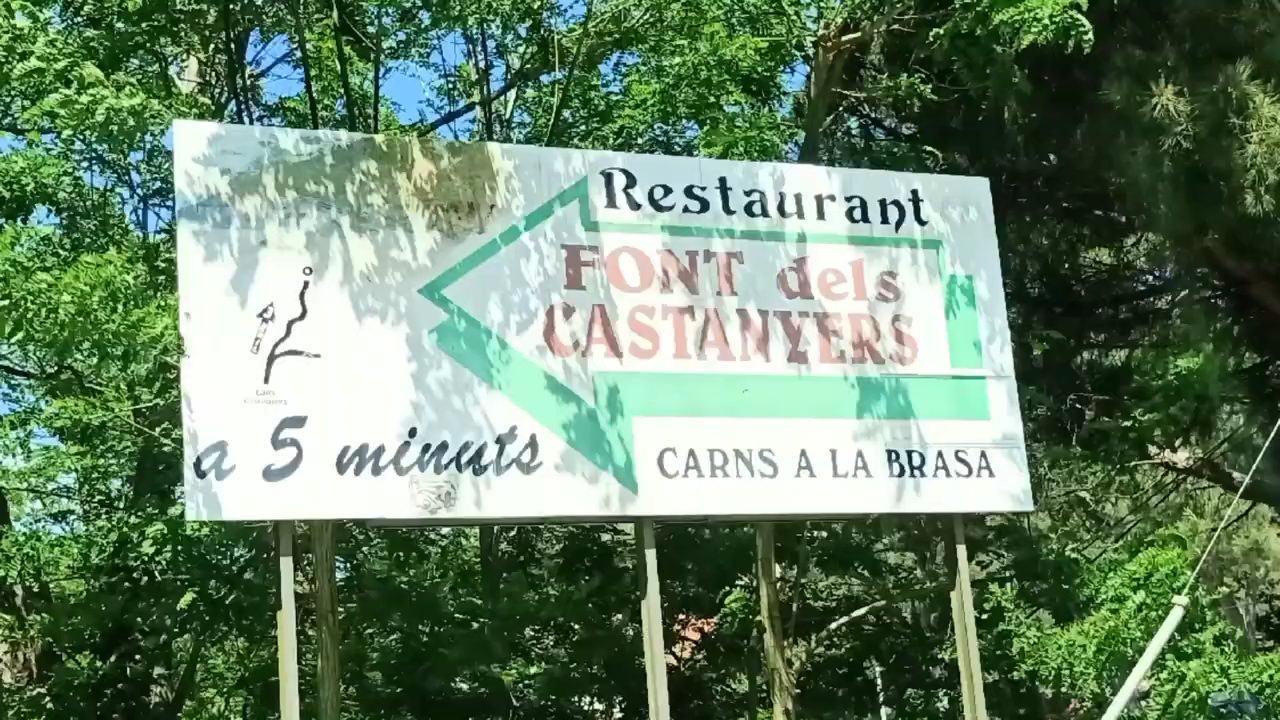 Restaurant
FONT dels
CASTANYERS
a 5 minuts
CARNS A LA BRASA